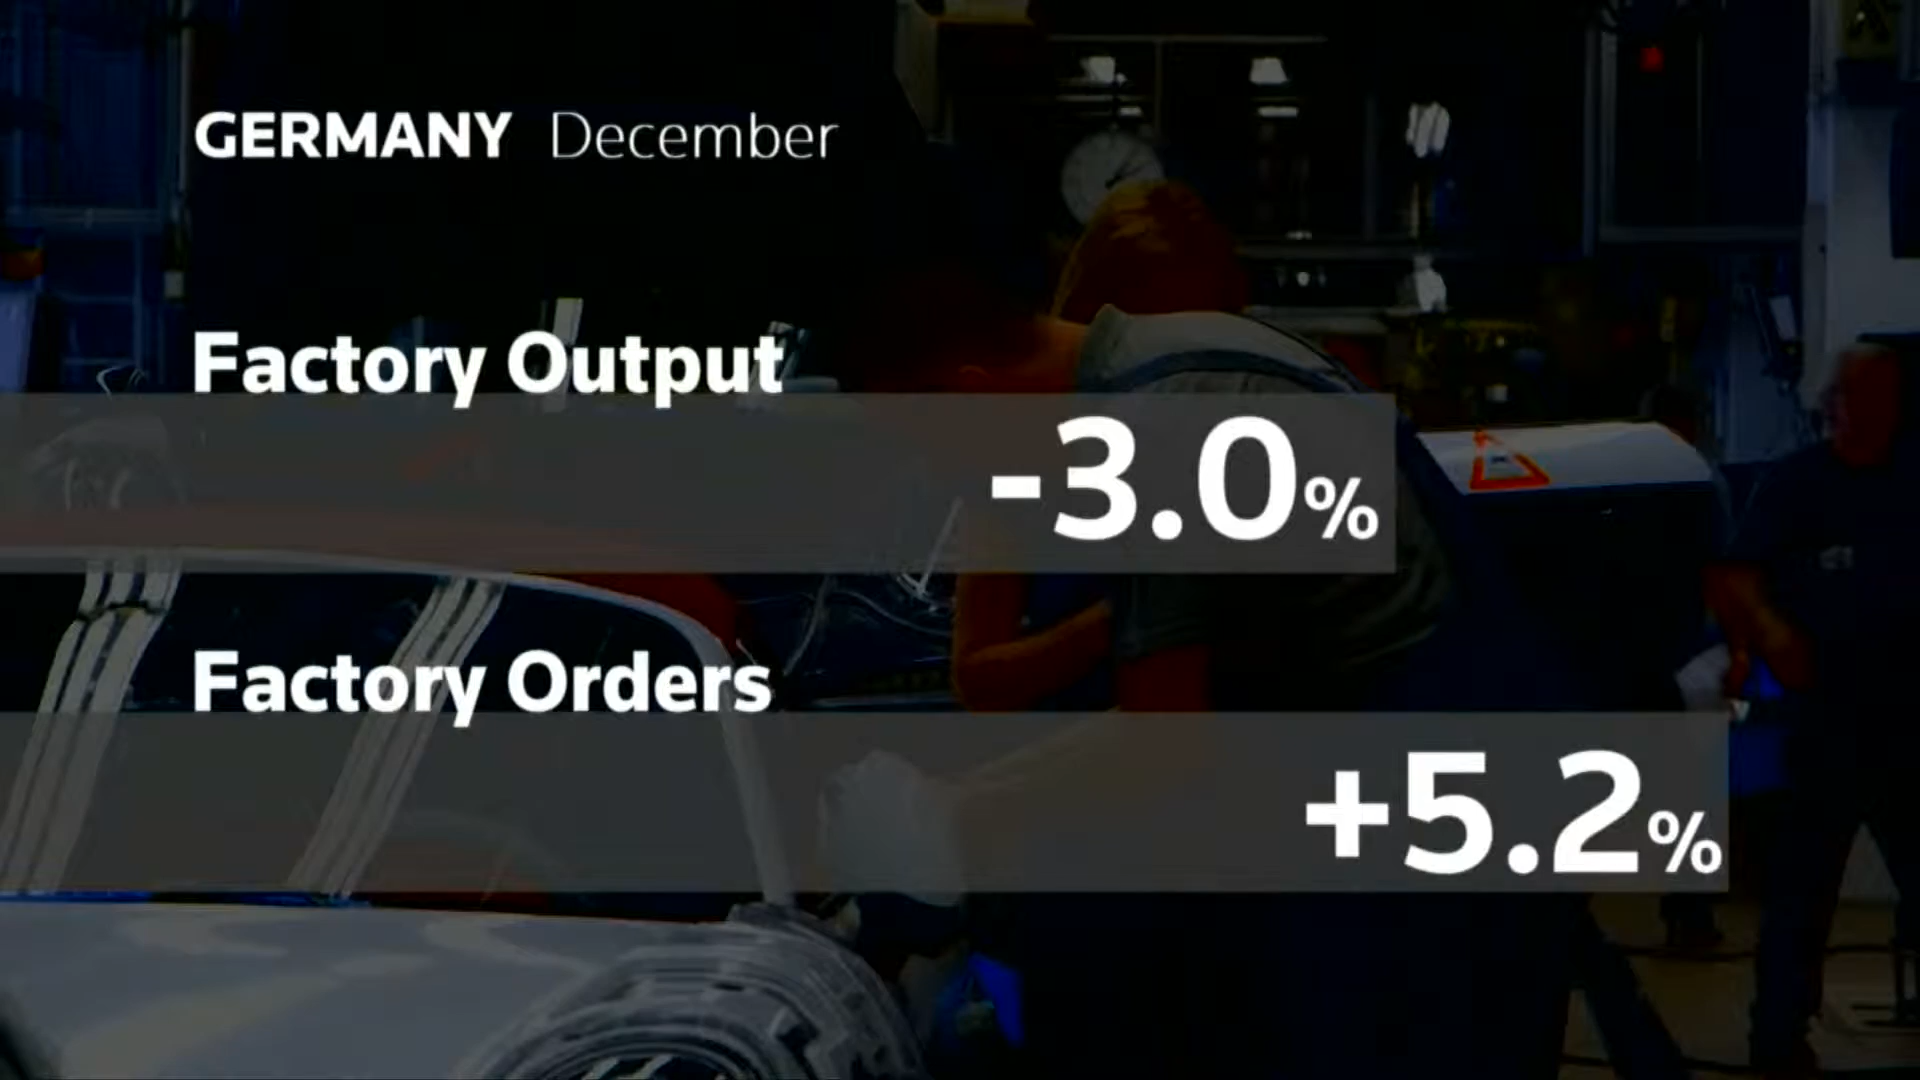 GERMANY December
Factory Output
-3.0%
Factory Orders
+5.2%